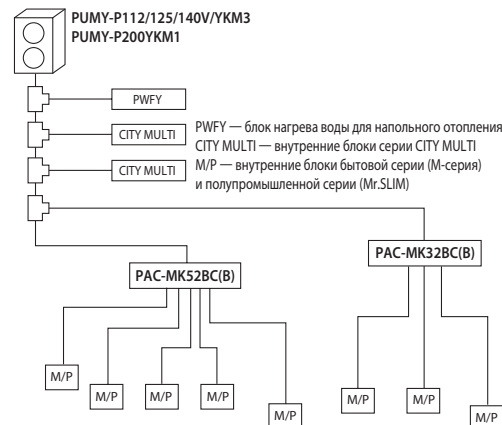 PUMY-P112/125/140V/YKM3
PUMY-P200YKM1
PWFY
CITY MULTI
CITY MULTI
PWFY — блок нагрева воды для напольного отопления
CITY MULTI — внутренние блоки серии CITY MULTI
M/P — внутренние блоки бытовой серии (М-серия)
и полупромышленной серии (Mr.SLIM)
PAC-MK52BC(B)
PAC-MK32BC(B)
M/P
M/P
M/P
M/P
M/P
M/P
M/P
M/P